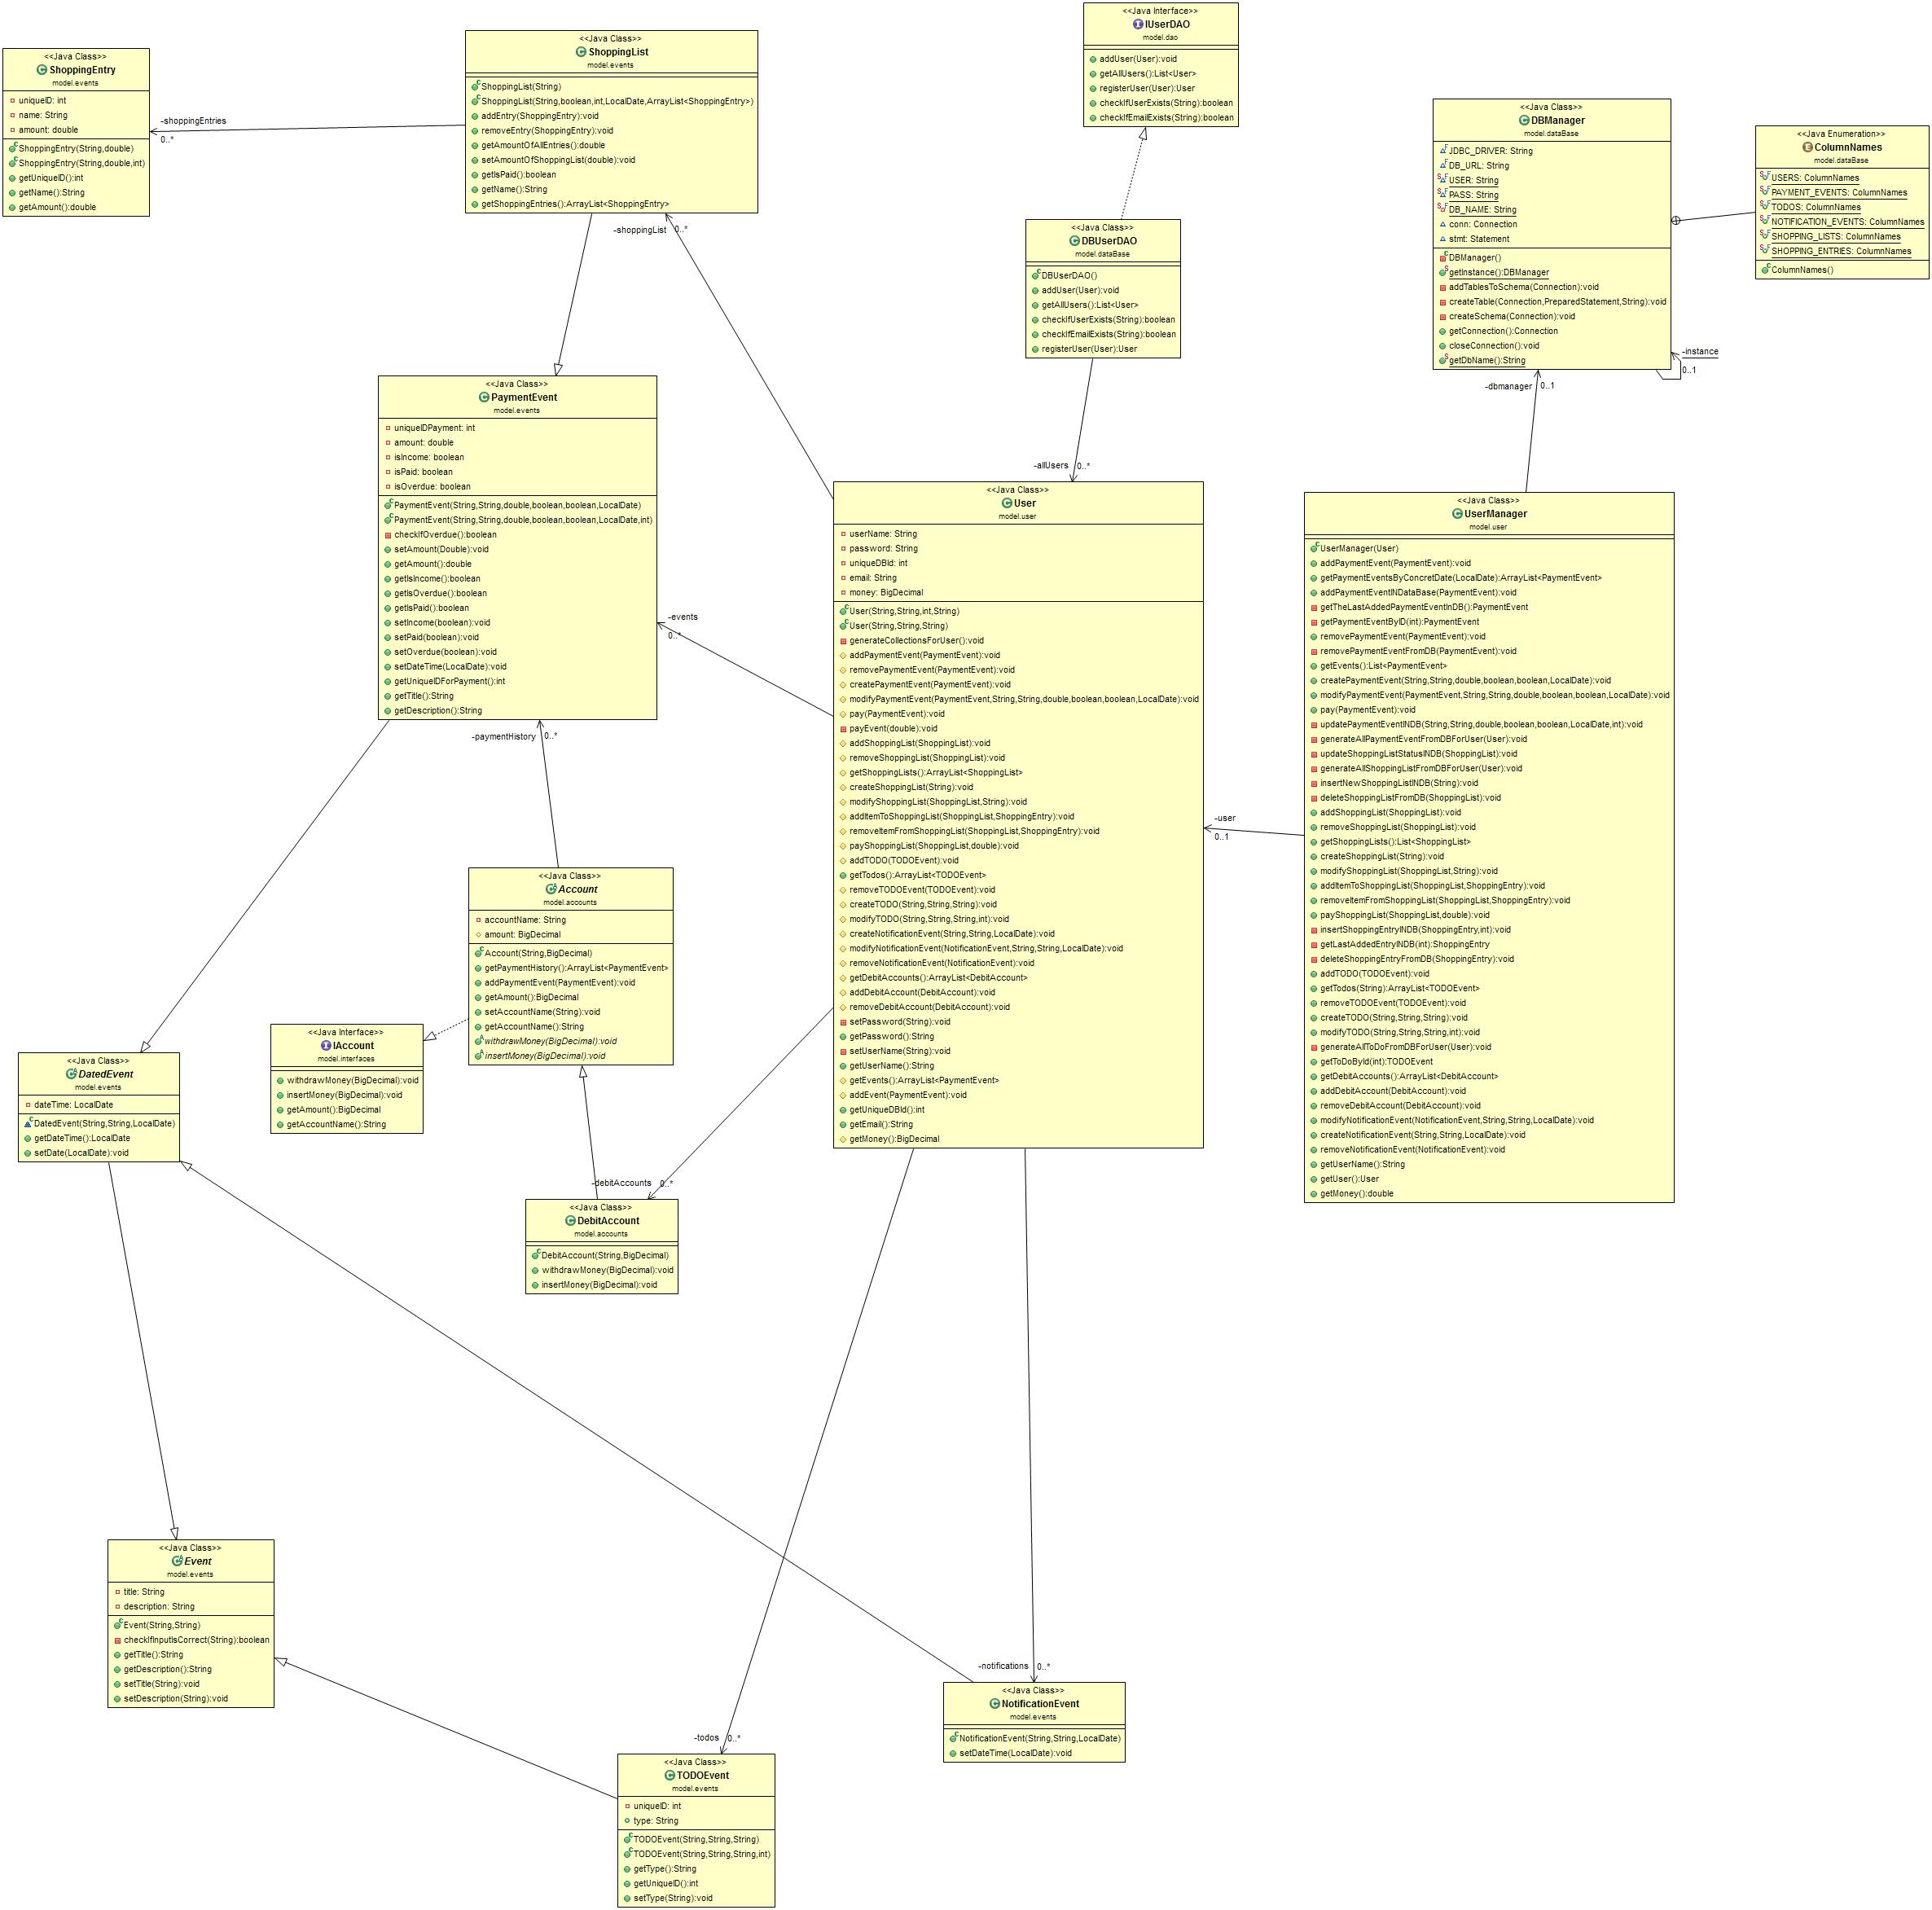 <<Java Class>>
ShoppingEntry
model.events
uniqueID: int
name: String
amount: double
ShoppingEntry(String,double)
ShoppingEntry(String,double,int)
getUniqueID():int
getName():String
getAmount():double
-shoppingEntries
0..*
<<Java Class>>
ShoppingList
model.events
ShoppingList(String)
ShoppingList(String,boolean,int,LocalDate,ArrayList<ShoppingEntry>)
addEntry(ShoppingEntry):void
removeEntry(ShoppingEntry):void
getAmountOfAllEntries():double
setAmountOfShoppingList(double):void
getIsPaid():boolean
getName():String
getShoppingEntries():ArrayList<ShoppingEntry>
-shoppingList
0..*
<<Java Interface>>
IUserDAO
model.dao
addUser(User):void
getAllUsers():List<User>
registerUser(User):User
checkIfUserExists(String):boolean
checkIfEmailExists(String):boolean
<<Java Class>>
DBUserDAO
model.dataBase
DBUserDAO()
addUser(User):void
getAllUsers():List<User>
checkIfUserExists(String):boolean
checkIfEmailExists(String):boolean
registerUser(User):User
-allUsers
0..*
<<Java Class>>
DBManager
model.dataBase
JDBC_DRIVER: String
DB_URL: String
USER: String
PASS: String
DB_NAME: String
conn: Connection
stmt: Statement
DBManager()
getInstance():DBManager
addTablesToSchema(Connection):void
createTable(Connection,PreparedStatement,String):void
createSchema(Connection):void
getConnection():Connection
closeConnection():void
getDbName():String
-instance
0..1
-dbmanager
0..1
<<Java Enumeration>>
ColumnNames
model.dataBase
USERS: ColumnNames
PAYMENT_EVENTS: ColumnNames
TODOS: ColumnNames
NOTIFICATION_EVENTS: ColumnNames
SHOPPING_LISTS: ColumnNames
SHOPPING_ENTRIES: ColumnNames
ColumnNames()
<<Java Class>>
PaymentEvent
model.events
uniqueIDPayment: int
amount: double
isIncome: boolean
isPaid: boolean
isOverdue: boolean
PaymentEvent(String,String,double,boolean,boolean,LocalDate)
PaymentEvent(String,String,double,boolean,boolean,LocalDate,int)
checkIfOverdue():boolean
setAmount(Double):void
getAmount():double
getIsIncome():boolean
getIsOverdue():boolean
getIsPaid():boolean
setIncome(boolean):void
setPaid(boolean):void
setOverdue(boolean):void
setDateTime(LocalDate):void
getUniqueIDForPayment():int
getTitle():String
getDescription():String
-events
0..*
-paymentHistory
0..*
<<Java Class>>
User
model.user
userName: String
password: String
uniqueDBId: int
email: String
money: BigDecimal
User(String,String,int,String)
User(String,String,String)
generateCollectionsForUser():void
addPaymentEvent(PaymentEvent):void
removePaymentEvent(PaymentEvent):void
createPaymentEvent(PaymentEvent):void
modifyPaymentEvent(PaymentEvent,String,String,double,boolean,boolean,LocalDate):void
pay(PaymentEvent):void
payEvent(double):void
addShoppingList(ShoppingList):void
removeShoppingList(ShoppingList):void
getShoppingLists():ArrayList<ShoppingList>
createShoppingList(String):void
modifyShoppingList(ShoppingList,String):void
addItemToShoppingList(ShoppingList,ShoppingEntry):void
removeItemFromShoppingList(ShoppingList,ShoppingEntry):void
payShoppingList(ShoppingList,double):void
addTODO(TODOEvent):void
getTodos():ArrayList<TODOEvent>
removeTODOEvent(TODOEvent):void
createTODO(String,String,String):void
modifyTODO(String,String,String,int):void
createNotificationEvent(String,String,LocalDate):void
modifyNotificationEvent(NotificationEvent,String,String,LocalDate):void
removeNotificationEvent(NotificationEvent):void
getDebitAccounts():ArrayList<DebitAccount>
addDebitAccount(DebitAccount):void
removeDebitAccount(DebitAccount):void
setPassword(String):void
getPassword():String
setUserName(String):void
getUserName():String
getEvents():ArrayList<PaymentEvent>
addEvent(PaymentEvent):void
getUniqueDBId():int
getEmail():String
getMoney():BigDecimal
-user
0..1
<<Java Class>>
UserManager
model.user
UserManager(User)
addPaymentEvent(PaymentEvent):void
getPaymentEventsByConcretDate(LocalDate):ArrayList<PaymentEvent>
addPaymentEventINDataBase(PaymentEvent):void
getTheLastAddedPaymentEventInDB():PaymentEvent
getPaymentEventByID(int):PaymentEvent
removePaymentEvent(PaymentEvent):void
removePaymentEventFromDB(PaymentEvent):void
getEvents():List<PaymentEvent>
createPaymentEvent(String,String,double,boolean,boolean,LocalDate):void
modifyPaymentEvent(PaymentEvent,String,String,double,boolean,boolean,LocalDate):void
pay(PaymentEvent):void
updatePaymentEventINDB(String,String,double,boolean,boolean,LocalDate,int):void
generateAllPaymentEventFromDBForUser(User):void
updateShoppingListStatusINDB(ShoppingList):void
generateAllShoppingListFromDBForUser(User):void
insertNewShoppingListINDB(String):void
deleteShoppingListFromDB(ShoppingList):void
addShoppingList(ShoppingList):void
removeShoppingList(ShoppingList):void
getShoppingLists():List<ShoppingList>
createShoppingList(String):void
modifyShoppingList(ShoppingList,String):void
addItemToShoppingList(ShoppingList,ShoppingEntry):void
removeItemFromShoppingList(ShoppingList,ShoppingEntry):void
payShoppingList(ShoppingList,double):void
insertShoppingEntryINDB(ShoppingEntry,int):void
getLastAddedEntryINDB(int):ShoppingEntry
deleteShoppingEntryFromDB(ShoppingEntry):void
addTODO(TODOEvent):void
getTodos(String):ArrayList<TODOEvent>
removeTODOEvent(TODOEvent):void
createTODO(String,String,String):void
modifyTODO(String,String,String,int):void
generateAllToDoFromDBForUser(User):void
getToDoById(int):TODOEvent
getDebitAccounts():ArrayList<DebitAccount>
addDebitAccount(DebitAccount):void
removeDebitAccount(DebitAccount):void
modifyNotificationEvent(NotificationEvent,String,String,LocalDate):void
createNotificationEvent(String,String,LocalDate):void
removeNotificationEvent(NotificationEvent):void
getUserName():String
getUser():User
getMoney():double
<<Java Class>>
Account
model.accounts
accountName: String
amount: BigDecimal
Account(String,BigDecimal)
getPaymentHistory():ArrayList<PaymentEvent>
addPaymentEvent(PaymentEvent):void
getAmount():BigDecimal
setAccountName(String):void
getAccountName():String
withdrawMoney(BigDecimal):void
insertMoney(BigDecimal):void
<<Java Interface>>
IAccount
model.interfaces
withdrawMoney(BigDecimal):void
insertMoney(BigDecimal):void
getAmount():BigDecimal
getAccountName():String
<<Java Class>>
DatedEvent
model.events
dateTime: LocalDate
DatedEvent(String,String,LocalDate)
getDateTime():LocalDate
setDate(LocalDate):void
-debitAccounts
0..*
<<Java Class>>
DebitAccount
model.accounts
DebitAccount(String,BigDecimal)
withdrawMoney(BigDecimal):void
insertMoney(BigDecimal):void
<<Java Class>>
Event
model.events
title: String
description: String
Event(String,String)
checkIfInputIsCorrect(String):boolean
getTitle():String
getDescription():String
setTitle(String):void
setDescription(String):void
-notifications
0..*
<<Java Class>>
NotificationEvent
model.events
NotificationEvent(String,String,LocalDate)
setDateTime(LocalDate):void
-todos
0..*
<<Java Class>>
TODOEvent
model.events
uniqueID: int
type: String
TODOEvent(String,String,String)
TODOEvent(String,String,String,int)
getType():String
getUniqueID():int
setType(String):void